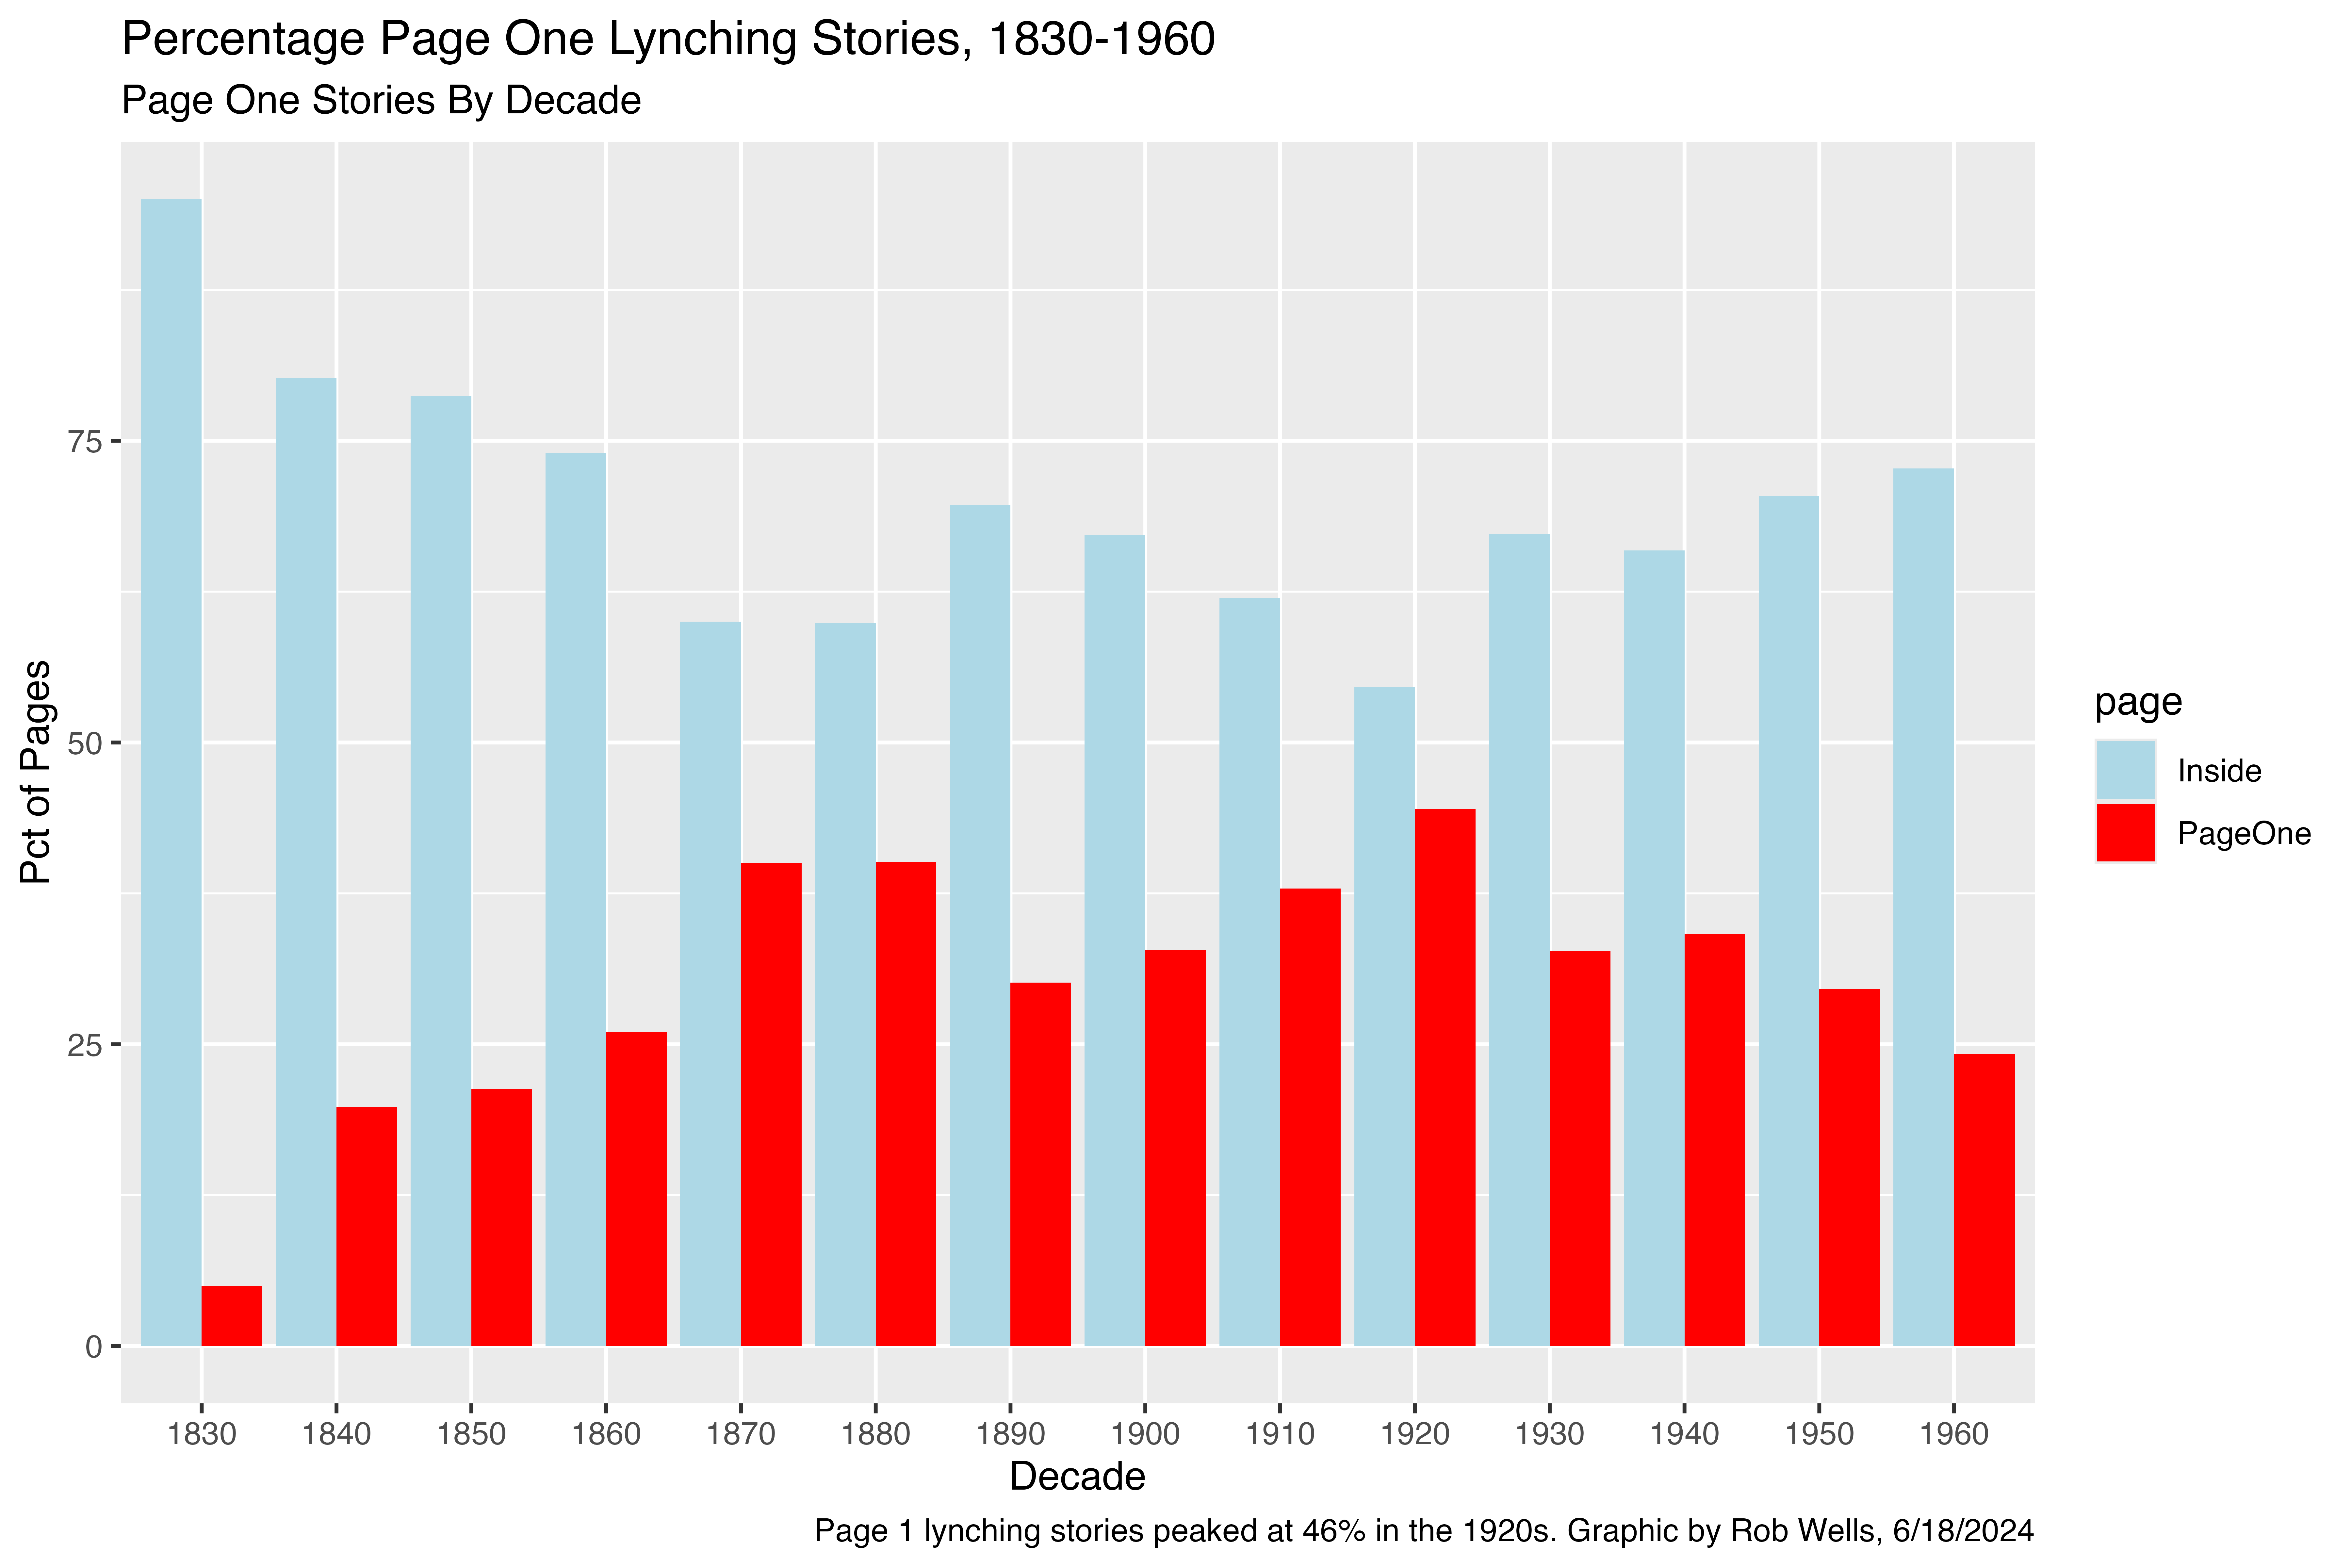 Percentage Page One Lynching Stories, 1830-1960
Page One Stories By Decade
Pct of Pages
75
50
25
0
1830 1840 1850 1860 1870 1880 1890 1900 1910 1920 1930 1940 1950 1960
Decade
page
Inside
PageOne
Page 1 lynching stories peaked at 46% in the 1920s. Graphic by Rob Wells, 6/18/2024